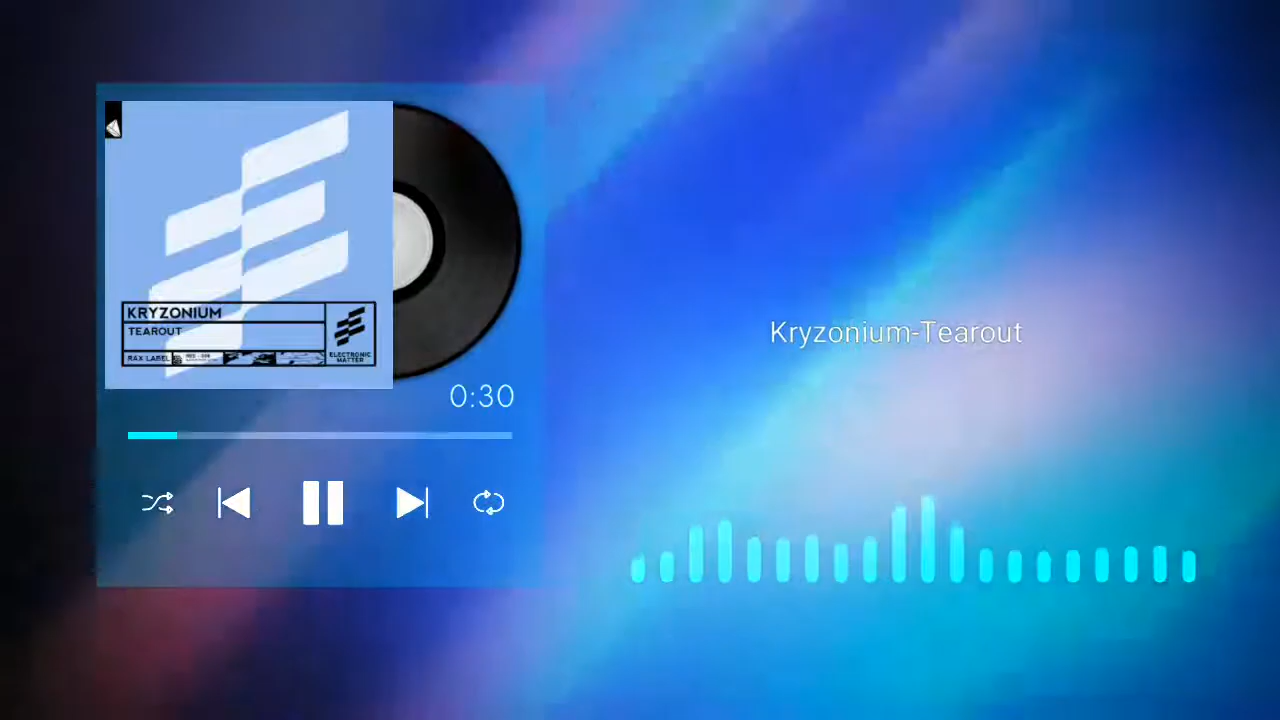 KRYZONIUM
TEAROUT
RAX LABEL
ELECTRONIC
MATTER
0:30
Kryzonium-Tearout